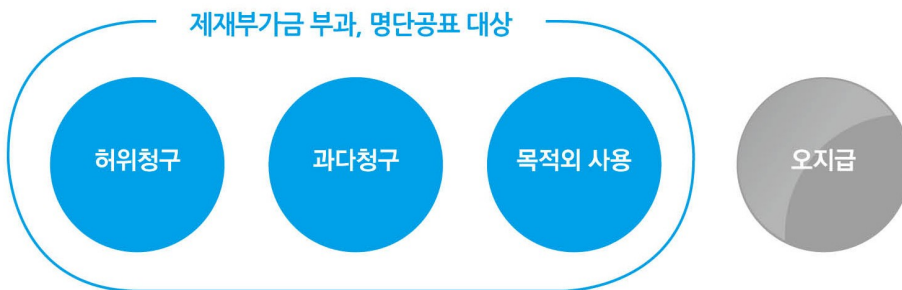 제재부가금 부과, 명단공표 대상
허위청구
과다청구
목적외 사용
오지급